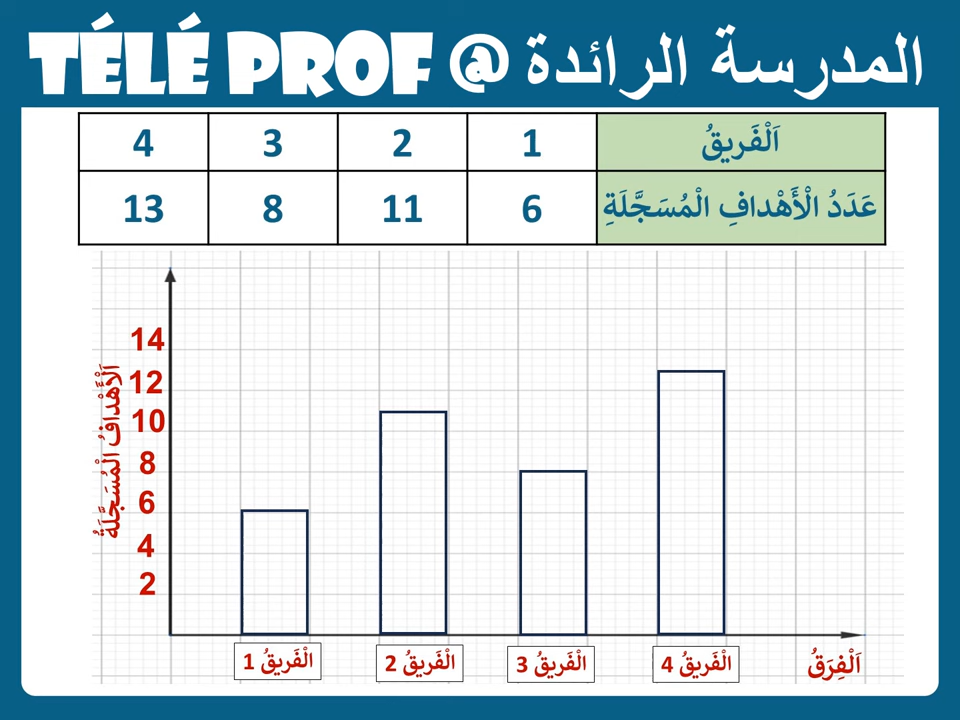 TÉLÉ PROF @ المدرسة الرائدة
اَلْفَريقُ 1 2 3 4
عَدَدُ الْأَهْدافِ الْمُسَجَّلَةِ 6 11 8 13
اَلْأَهْدافُ الْمُسَجَّلَةُ
14
12
10
8
6
4
2
الْفَريقُ 1
الْفَريقُ 2
الْفَريقُ 3
الْفَريقُ 4
اَلْفِرَقُ